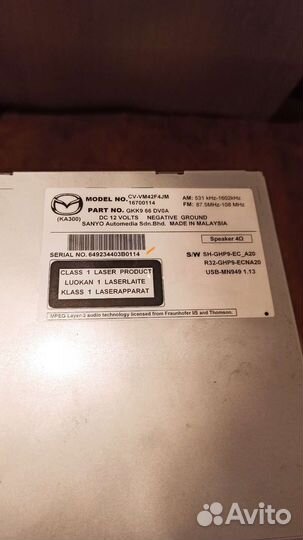 MODEL NO. CV-VM42F4JM
16700114
AM: 531 kHz-1602kHz
FM: 87.5MHz-108 MHz
PART NO. GKK9 66 DV0A
(KA300)
DC 12 VOLTS NEGATIVE GROUND
SANYO Automedia Sdn.Bhd. MADE IN MALAYSIA
Speaker 4Ω
SERIAL NO. 649234403B0114
S/W SH-GHP9-EC_A20
R32-GHP9-ECNA20
USB-MN949 1.13
CLASS 1 LASER PRODUCT
LUOKAN 1 LASERLAITE
KLASS 1 LASERAPPARAT
MPEG Layer-3 audio technology licensed from Fraunhofer IIS and Thomson.
Avito